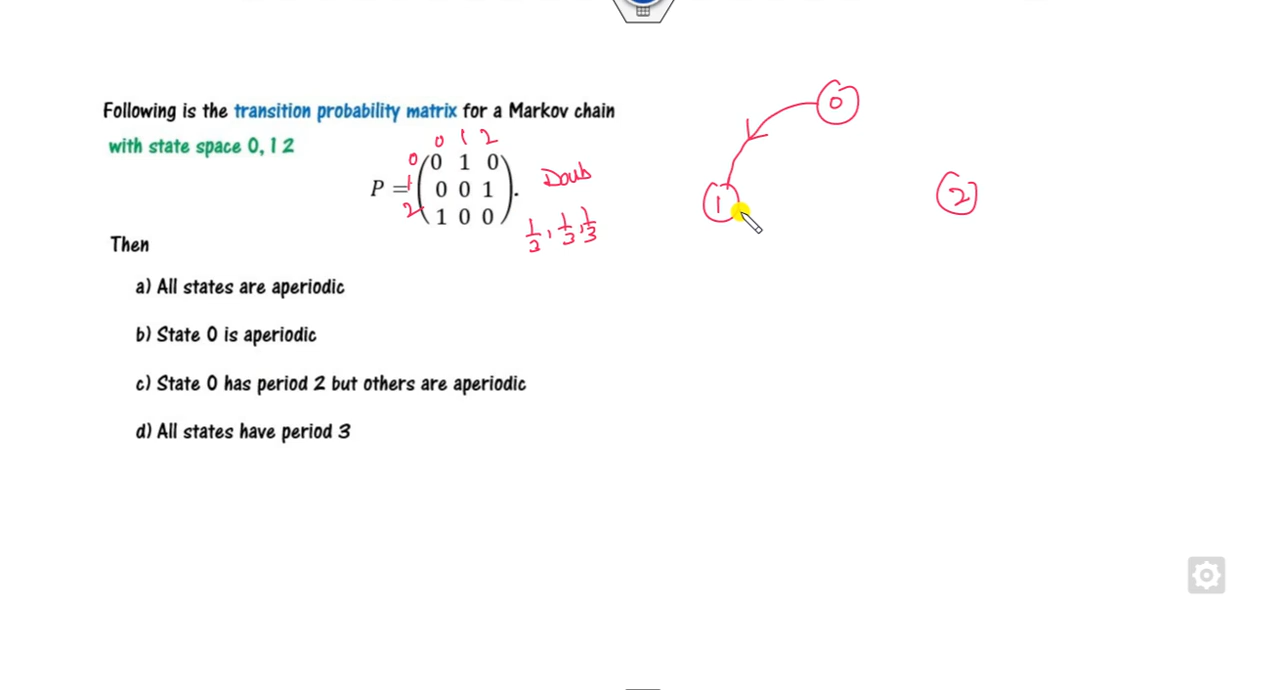 Following is the transition probability matrix for a Markov chain
with state space 0, 1 2
0 1 2
0 0 1 0 Doub
P = 1 0 0 1 .
2 1 0 0 1/3, 1/3, 1/3
Then
a) All states are aperiodic
b) State 0 is aperiodic
c) State 0 has period 2 but others are aperiodic
d) All states have period 3
0
1
2